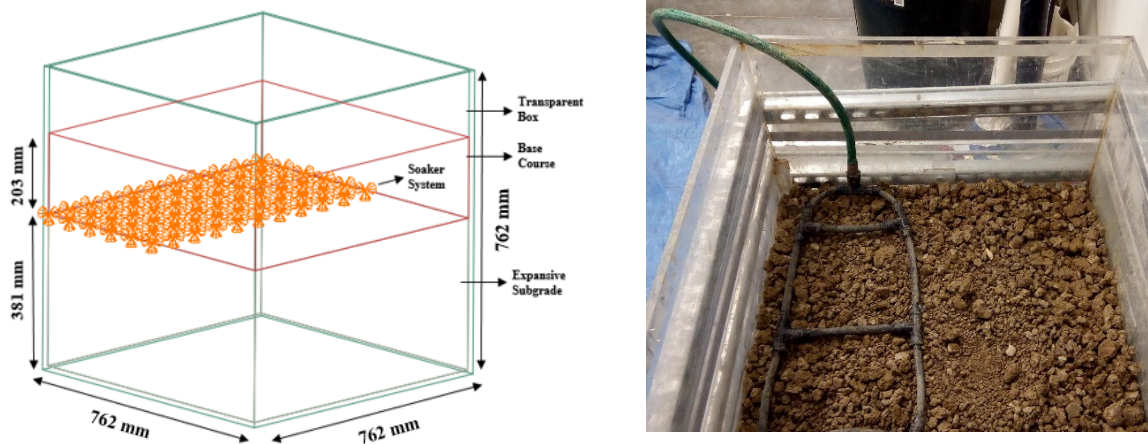 Transparent
Box
203 mm
Base
Course
Soaker
System
762 mm
381 mm
Expansive
Subgrade
762 mm
762 mm